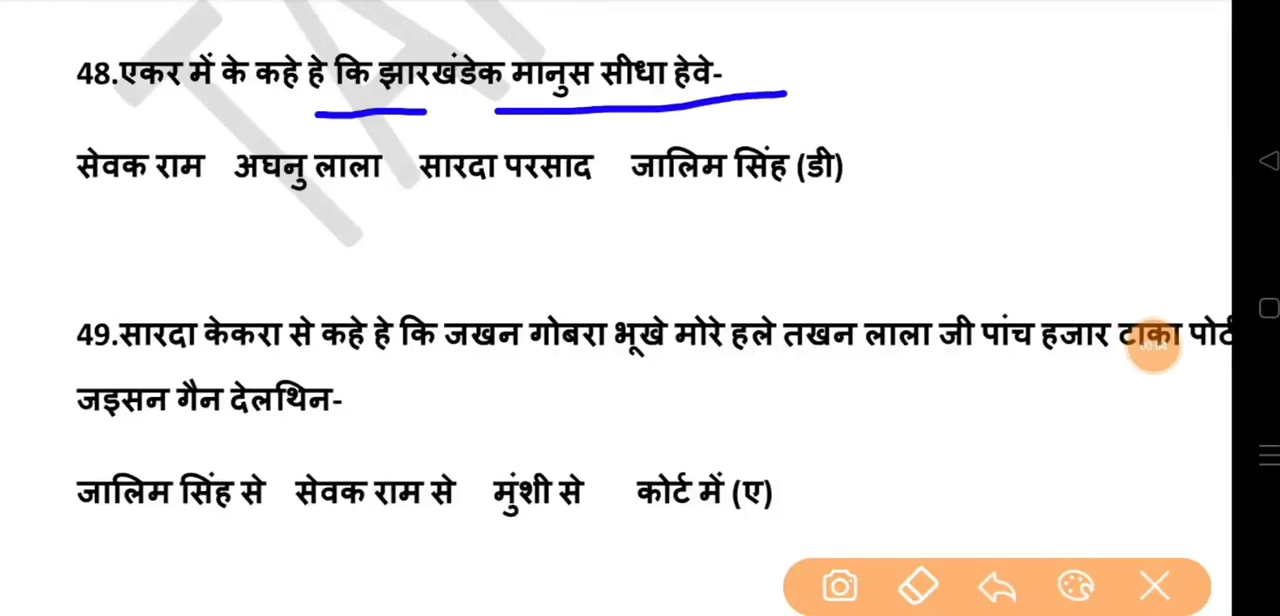 48.एकर में के कहे हे कि झारखंडेक मानुस सीधा हेवे-
सेवक राम अघनु लाला सारदा परसाद जालिम सिंह (डी)
49.सारदा केकरा से कहे हे कि जखन गोबरा भूखे मोरे हले तखन लाला जी पांच हजार टाका
जइसन गैन देलथिन-
जालिम सिंह से सेवक राम से मुंशी से कोर्ट में (ए)